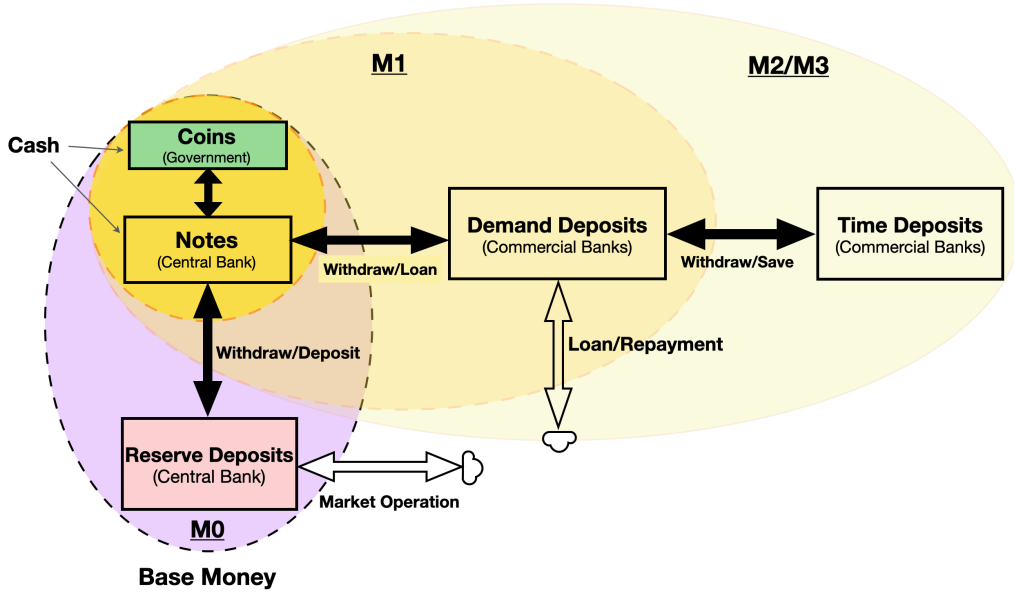 M1
M2/M3
Cash
Coins
(Government)
Notes
(Central Bank)
Withdraw/Loan
Demand Deposits
(Commercial Banks)
Withdraw/Save
Time Deposits
(Commercial Banks)
Withdraw/Deposit
Loan/Repayment
Reserve Deposits
(Central Bank)
Market Operation
M0
Base Money